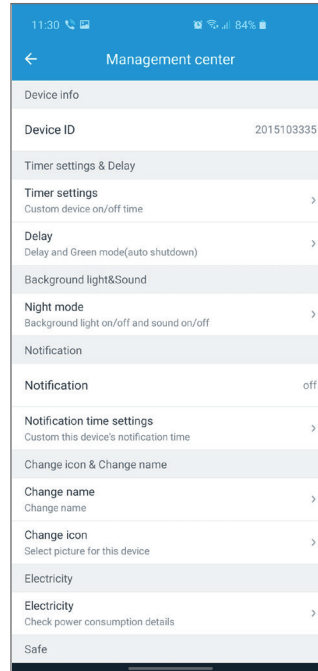 11:30 84%
Management center
Device info
Device ID 2015103335
Timer settings & Delay
Timer settings
Custom device on/off time
Delay
Delay and Green mode(auto shutdown)
Background light&Sound
Night mode
Background light on/off and sound on/off
Notification
Notification off
Notification time settings
Custom this device's notification time
Change icon & Change name
Change name
Change name
Change icon
Select picture for this device
Electricity
Electricity
Check power consumption details
Safe